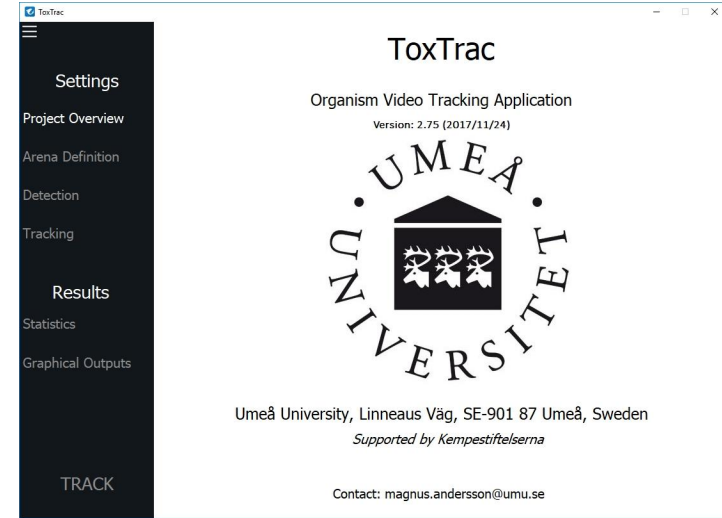 ToxTrac
Settings
Project Overview
Arena Definition
Detection
Tracking
Results
Statistics
Graphical Outputs
TRACK
ToxTrac
Organism Video Tracking Application
Version: 2.75 (2017/11/24)
· UMEÅ ·
UNIVERSITET
Umeå University, Linneaus Väg, SE-901 87 Umeå, Sweden
Supported by Kempestiftelserna
Contact: magnus.andersson@umu.se